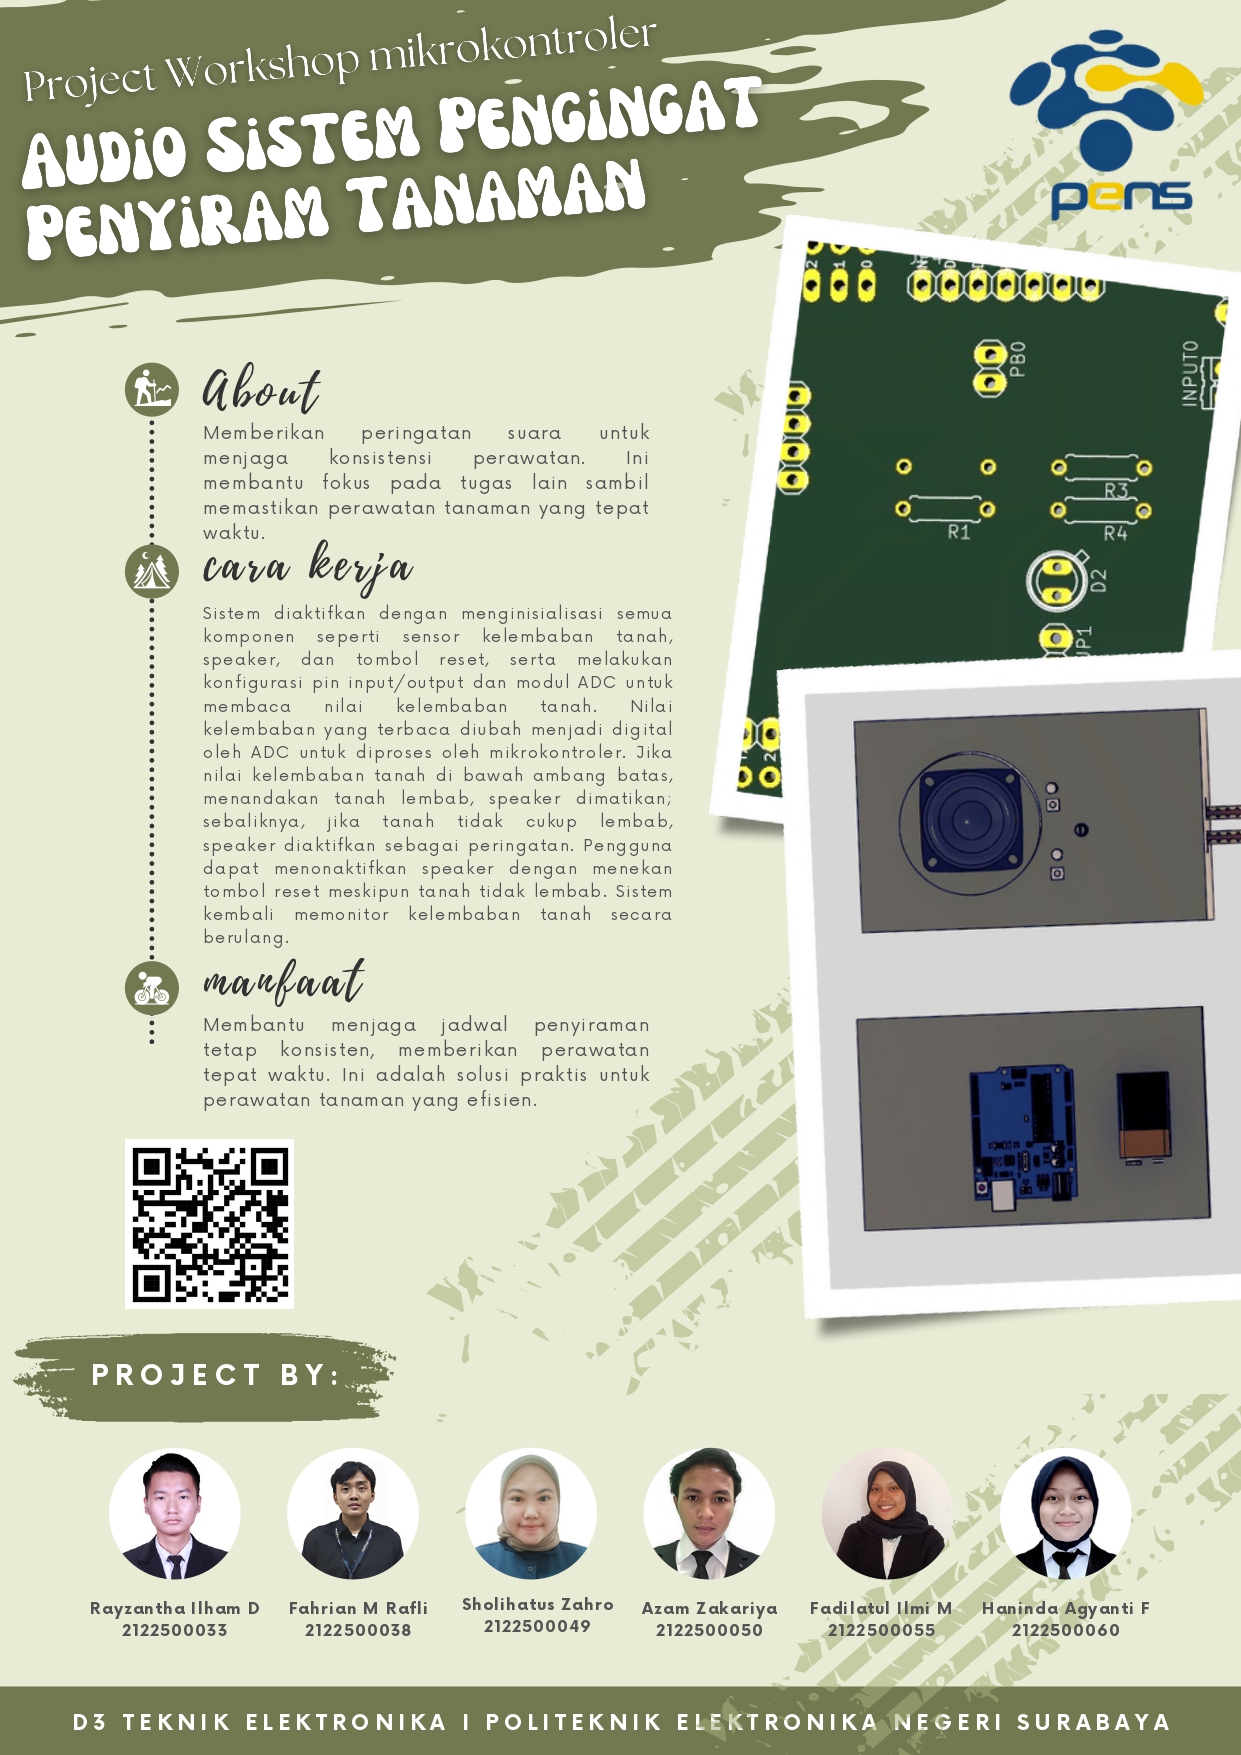 Project Workshop mikrokontroler
AUDIO SISTEM PENGINGAT
PENYIRAM TANAMAN
pens
2 1 0
PB0
INPUT0
R3
R1
R4
D2
JP1
2
About
Memberikan peringatan suara untuk
menjaga konsistensi perawatan. Ini
membantu fokus pada tugas lain sambil
memastikan perawatan tanaman yang tepat
waktu.
cara kerja
Sistem diaktifkan dengan menginisialisasi semua
komponen seperti sensor kelembaban tanah,
speaker, dan tombol reset, serta melakukan
konfigurasi pin input/output dan modul ADC untuk
membaca nilai kelembaban tanah. Nilai
kelembaban yang terbaca diubah menjadi digital
oleh ADC untuk diproses oleh mikrokontroler. Jika
nilai kelembaban tanah di bawah ambang batas,
menandakan tanah lembab, speaker dimatikan;
sebaliknya, jika tanah tidak cukup lembab,
speaker diaktifkan sebagai peringatan. Pengguna
dapat menonaktifkan speaker dengan menekan
tombol reset meskipun tanah tidak lembab. Sistem
kembali memonitor kelembaban tanah secara
berulang.
manfaat
Membantu menjaga jadwal penyiraman
tetap konsisten, memberikan perawatan
tepat waktu. Ini adalah solusi praktis untuk
perawatan tanaman yang efisien.
PROJECT BY:
Rayzantha Ilham D
2122500033
Fahrian M Rafli
2122500038
Sholihatus Zahro
2122500049
Azam Zakariya
2122500050
Fadilatul Ilmi M
2122500055
Haninda Agyanti F
2122500060
D3 TEKNIK ELEKTRONIKA I POLITEKNIK ELEKTRONIKA NEGERI SURABAYA